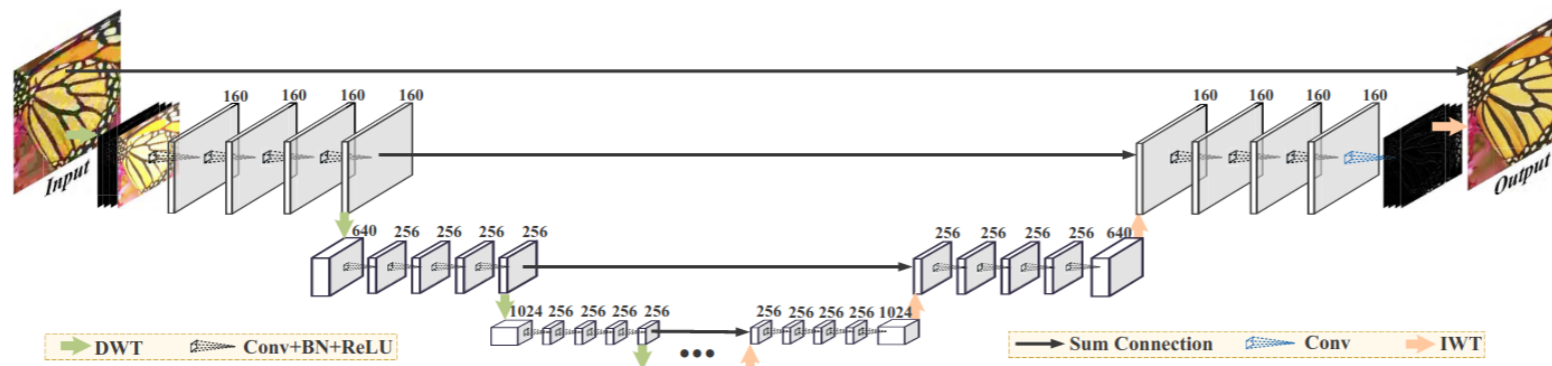 160 160 160 160 160 160 160 160
Input
Output
640 256 256 256 256 256 256 256 256 640
1024 256 256 256 256 256 256 256 256 1024
DWT Conv+BN+ReLU
•••
Sum Connection Conv IWT